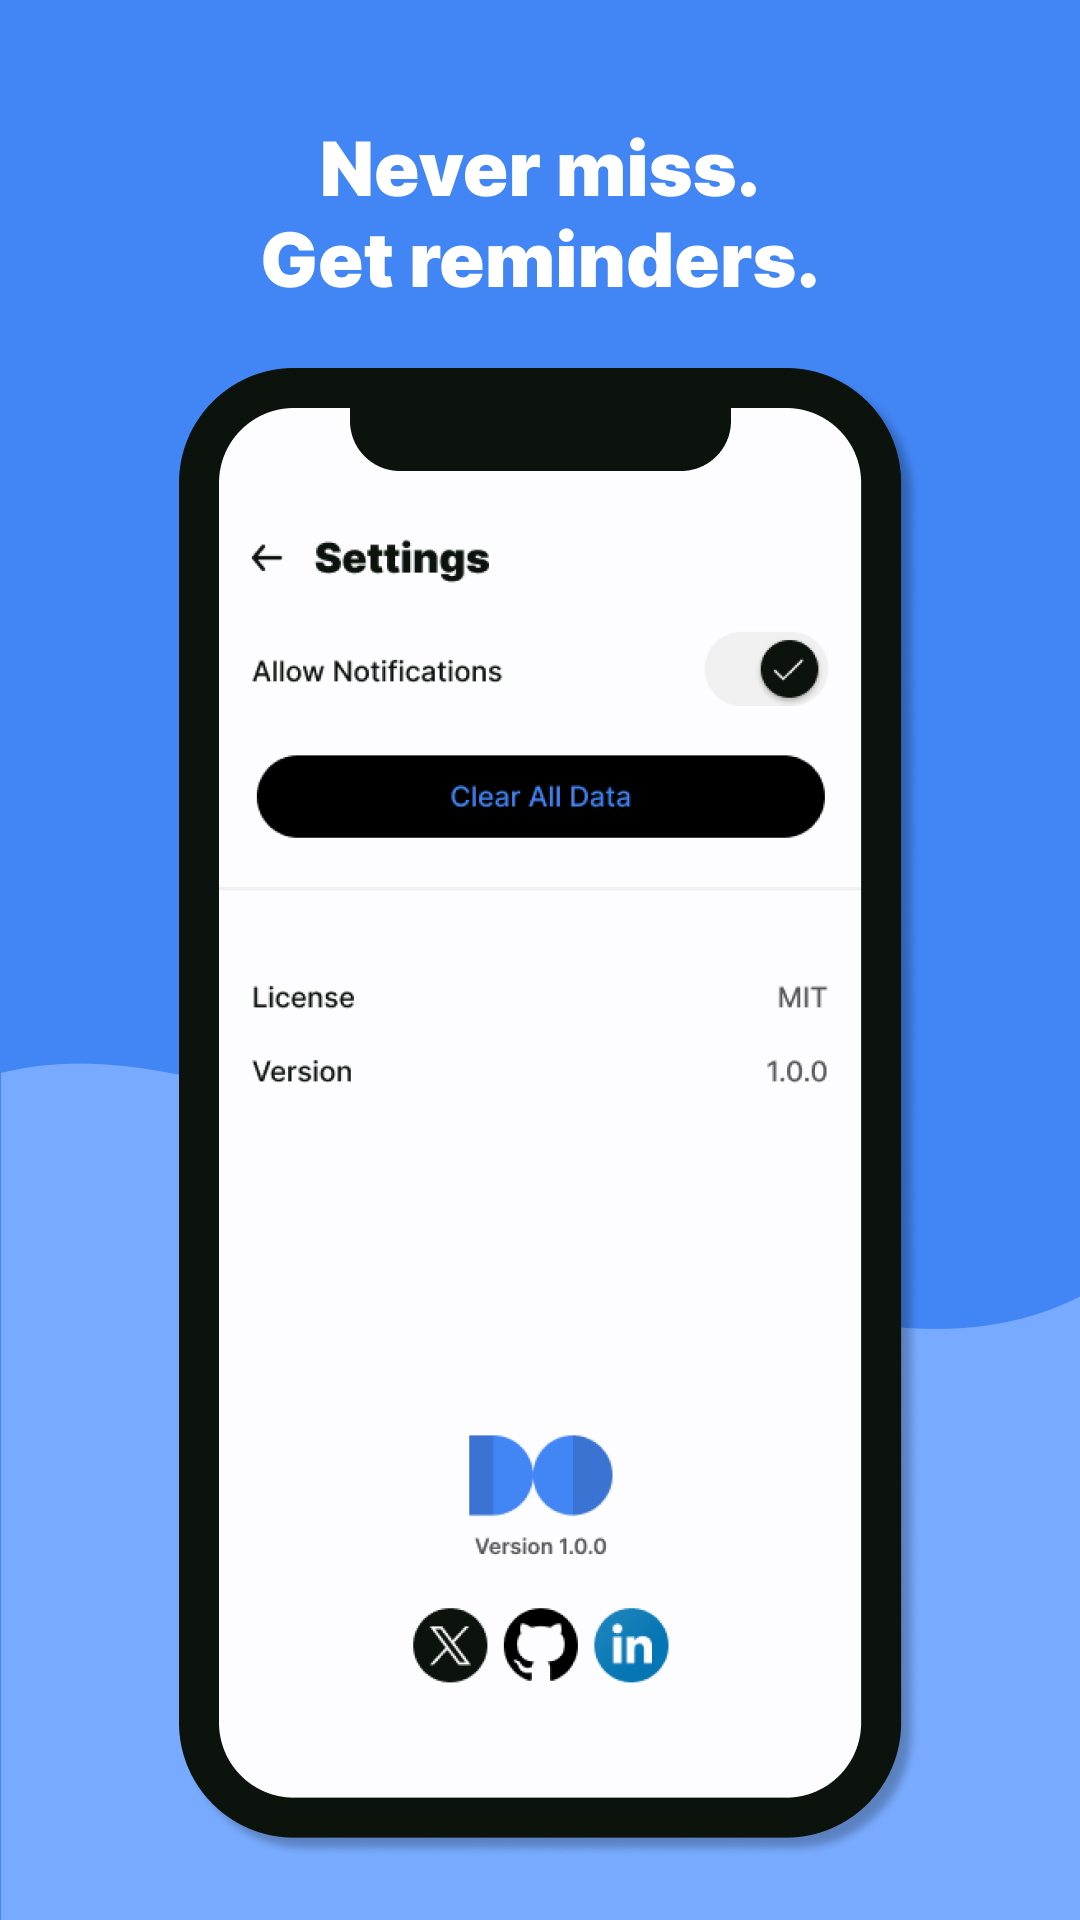 Never miss.
Get reminders.
Settings
Allow Notifications
Clear All Data
License MIT
Version 1.0.0
DO
Version 1.0.0
X
in